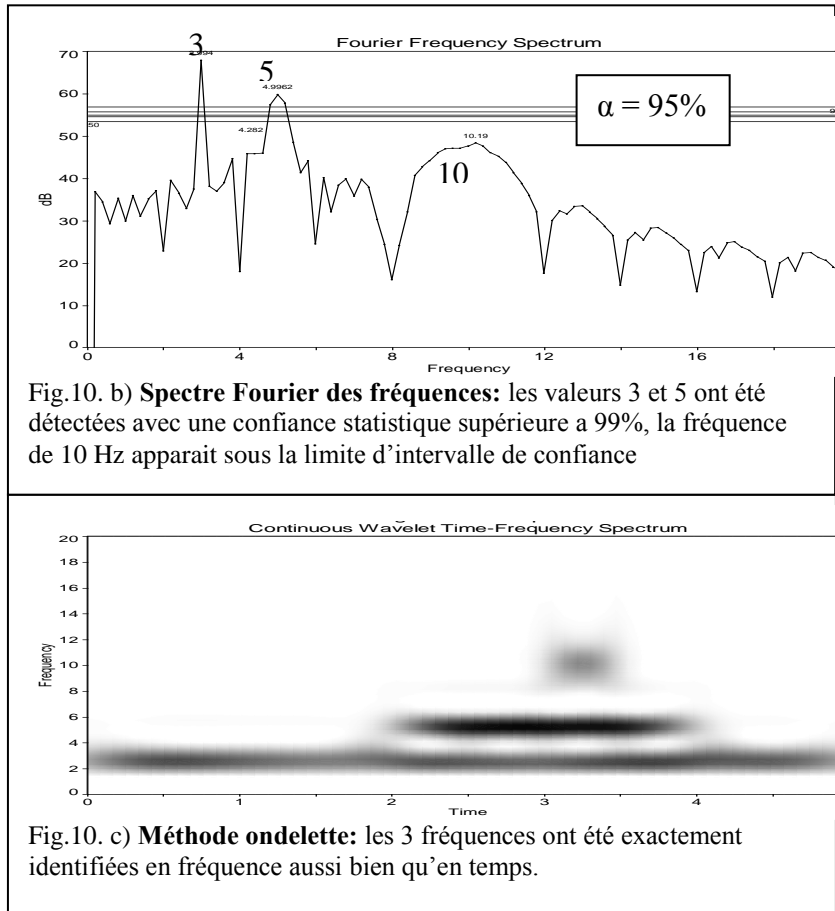 3
Fourier Frequency Spectrum
70
5
4.9962
60
α = 95%
50
50
4.282
10.19
10
40
dB
30
20
10
0
0 4 8 12 16
Frequency
Fig.10. b) Spectre Fourier des fréquences: les valeurs 3 et 5 ont été
détectées avec une confiance statistique supérieure a 99%, la fréquence
de 10 Hz apparait sous la limite d’intervalle de confiance
Continuous Wavelet Time-Frequency Spectrum
20
18
16
14
12
Frequency
10
8
6
4
2
0
0 1 2 3 4
Time
Fig.10. c) Méthode ondelette: les 3 fréquences ont été exactement
identifiées en fréquence aussi bien qu’en temps.